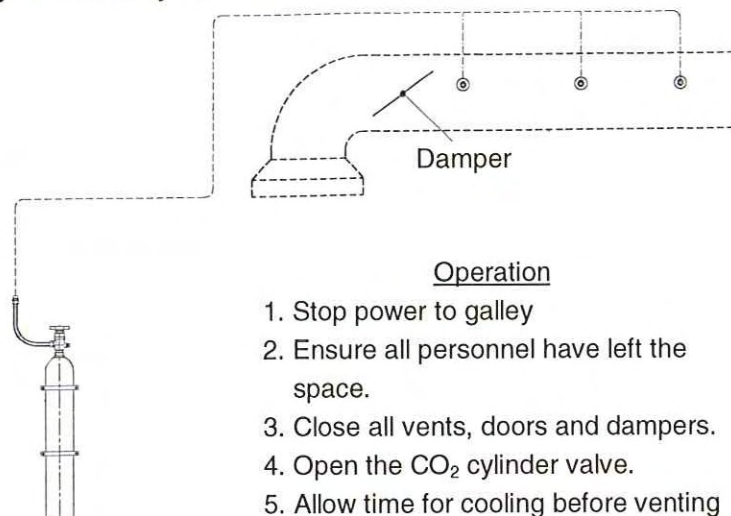 Damper
Operation
1. Stop power to galley
2. Ensure all personnel have left the
space.
3. Close all vents, doors and dampers.
4. Open the CO₂ cylinder valve.
5. Allow time for cooling before venting